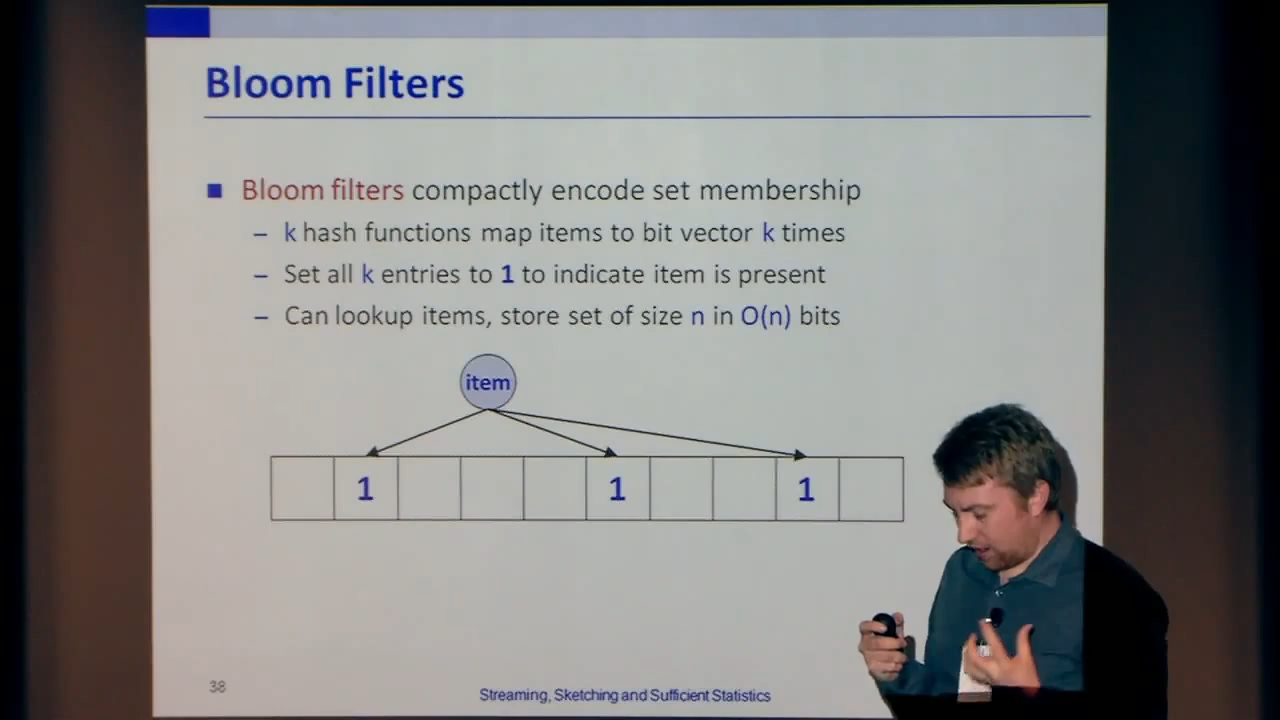 Bloom Filters
Bloom filters compactly encode set membership
– k hash functions map items to bit vector k times
– Set all k entries to 1 to indicate item is present
– Can lookup items, store set of size n in O(n) bits
item
1 1 1
38
Streaming, Sketching and Sufficient Statistics